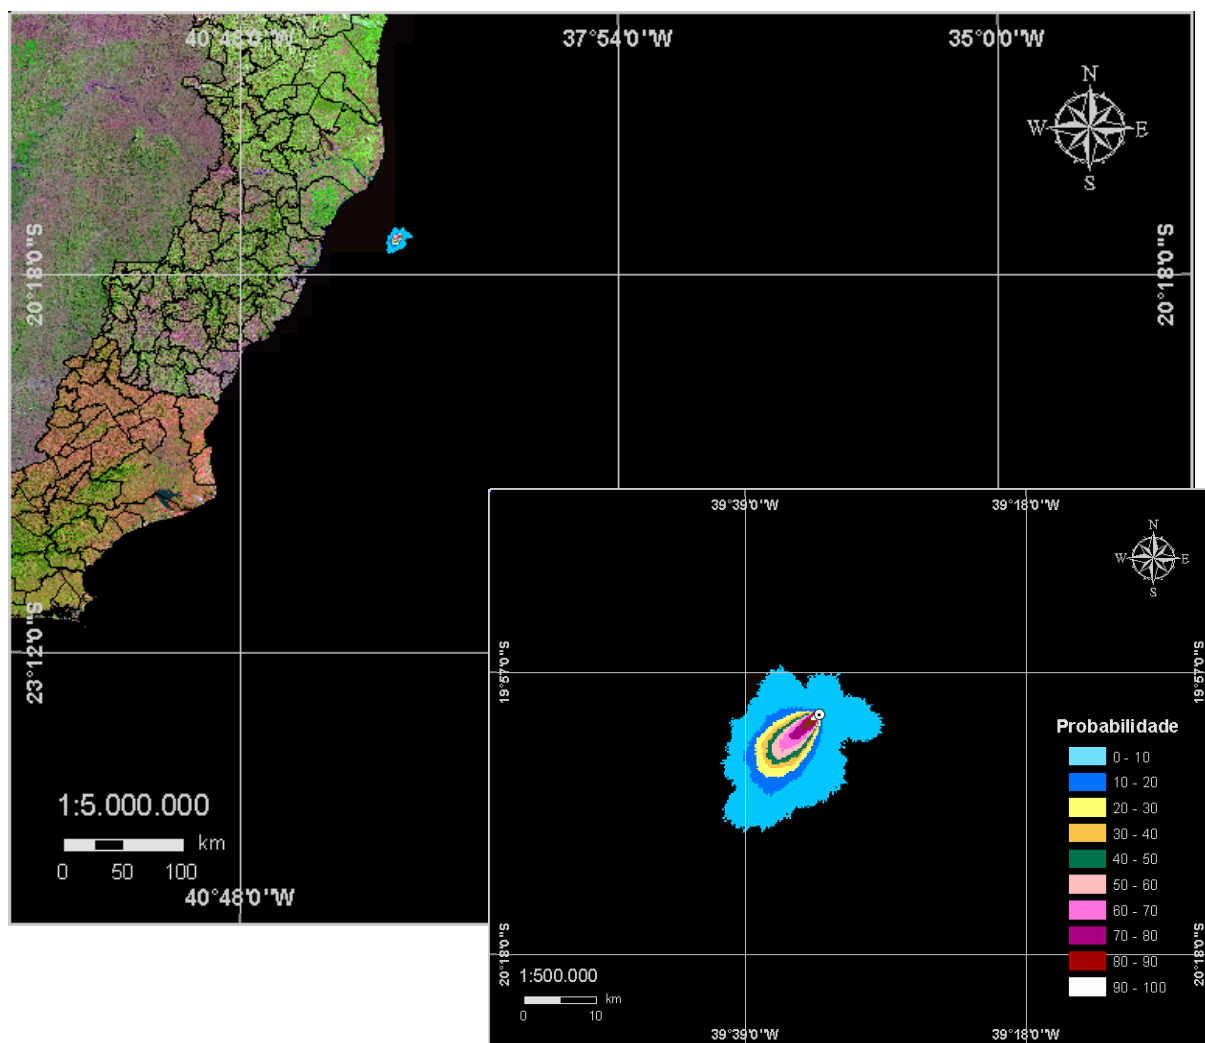 40°48'0"W
37°54'0"W
35°0'0"W
N
W
E
S
20°18'0"S
20°18'0"S
23°12'0"S
1:5.000.000
km
0 50 100
40°48'0"W
39°39'0"W
39°18'0"W
N
W
E
S
19°57'0"S
19°57'0"S
Probabilidade
0 - 10
10 - 20
20 - 30
30 - 40
40 - 50
50 - 60
60 - 70
70 - 80
80 - 90
90 - 100
20°18'0"S
20°18'0"S
1:500.000
km
0 10
39°39'0"W
39°18'0"W